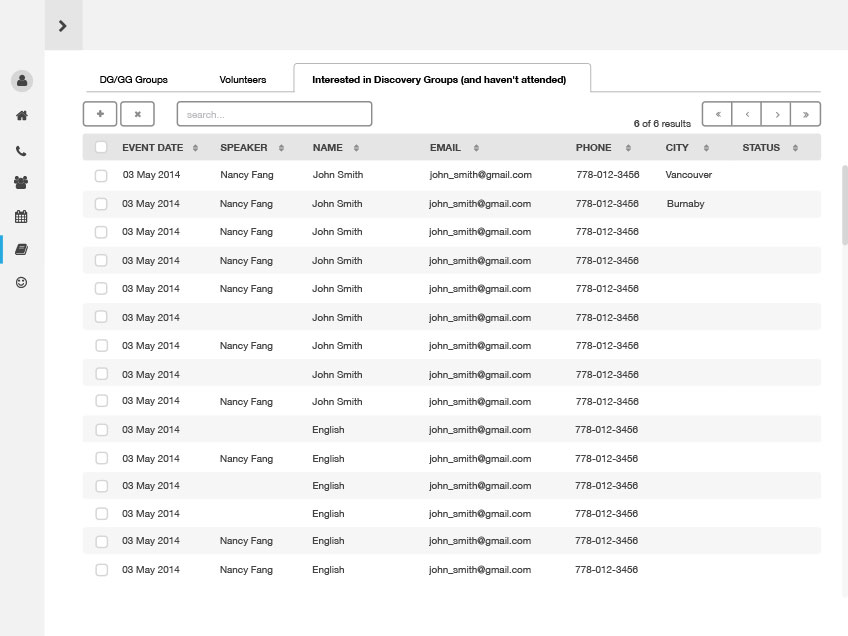 DG/GG Groups Volunteers Interested in Discovery Groups (and haven't attended)
search...
6 of 6 results
EVENT DATE SPEAKER NAME EMAIL PHONE CITY STATUS
03 May 2014 Nancy Fang John Smith john_smith@gmail.com 778-012-3456 Vancouver
03 May 2014 Nancy Fang John Smith john_smith@gmail.com 778-012-3456 Burnaby
03 May 2014 Nancy Fang John Smith john_smith@gmail.com 778-012-3456
03 May 2014 Nancy Fang John Smith john_smith@gmail.com 778-012-3456
03 May 2014 Nancy Fang John Smith john_smith@gmail.com 778-012-3456
03 May 2014 John Smith john_smith@gmail.com 778-012-3456
03 May 2014 Nancy Fang John Smith john_smith@gmail.com 778-012-3456
03 May 2014 John Smith john_smith@gmail.com 778-012-3456
03 May 2014 Nancy Fang John Smith john_smith@gmail.com 778-012-3456
03 May 2014 English john_smith@gmail.com 778-012-3456
03 May 2014 Nancy Fang English john_smith@gmail.com 778-012-3456
03 May 2014 English john_smith@gmail.com 778-012-3456
03 May 2014 English john_smith@gmail.com 778-012-3456
03 May 2014 Nancy Fang English john_smith@gmail.com 778-012-3456
03 May 2014 Nancy Fang English john_smith@gmail.com 778-012-3456